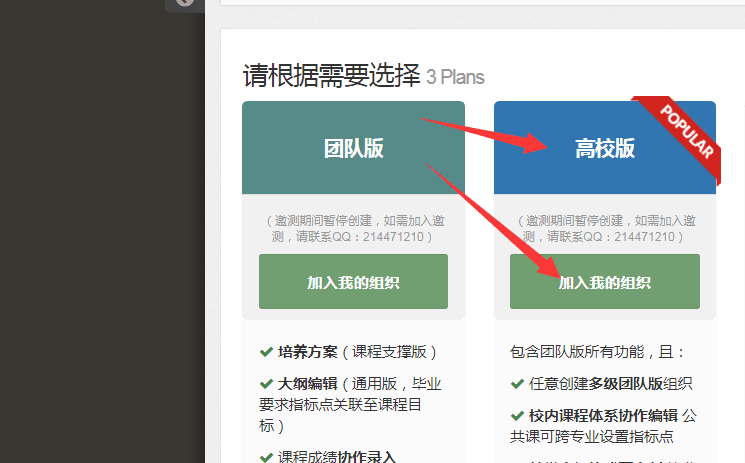 请根据需要选择 3 Plans
团队版
（邀测期间暂停创建，如需加入邀
测，请联系QQ：214471210）
加入我的组织
培养方案（课程支撑版）
大纲编辑（通用版，毕业
要求指标点关联至课程目
标）
课程成绩协作录入
高校版
POPULAR
（邀测期间暂停创建，如需加入邀
测，请联系QQ：214471210）
加入我的组织
包含团队版所有功能，且：
任意创建多级团队版组织
校内课程体系协作编辑 公
共课可跨专业设置指标点